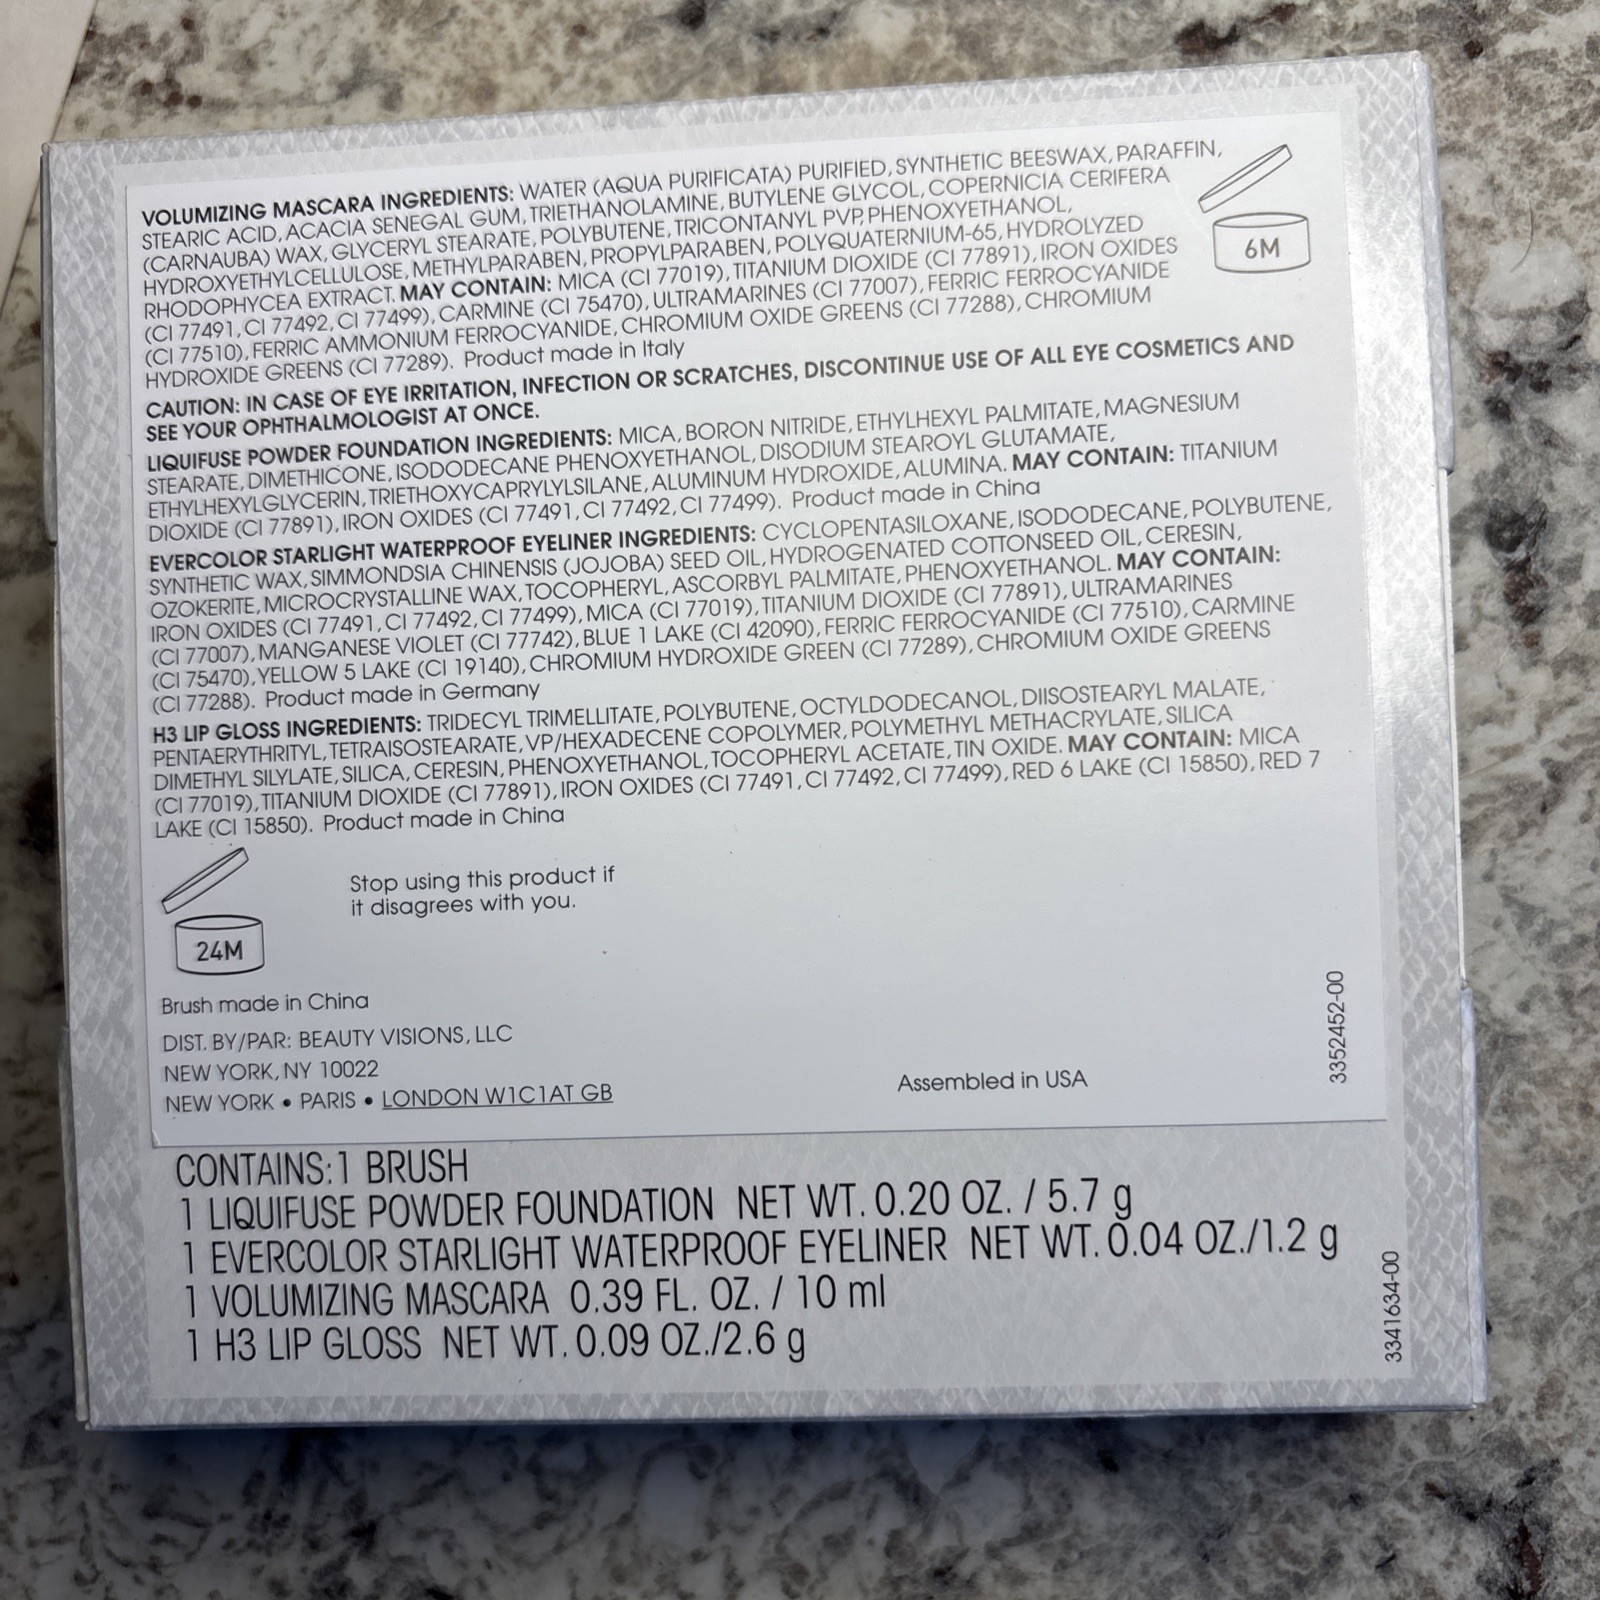 VOLUMIZING MASCARA INGREDIENTS: WATER (AQUA PURIFICATA) PURIFIED, SYNTHETIC BEESWAX, PARAFFIN,
STEARIC ACID, ACACIA SENEGAL GUM, TRIETHANOLAMINE, BUTYLENE GLYCOL, COPERNICIA CERIFERA
(CARNAUBA) WAX, GLYCERYL STEARATE, POLYBUTENE, TRICONTANYL PVP, PHENOXYETHANOL,
HYDROXYETHYLCELLULOSE, METHYLPARABEN, PROPYLPARABEN, POLYQUATERNIUM-65, HYDROLYZED
RHODOPHYCEA EXTRACT. MAY CONTAIN: MICA (CI 77019), TITANIUM DIOXIDE (CI 77891), IRON OXIDES
(CI 77491, CI 77492, CI 77499), CARMINE (CI 75470), ULTRAMARINES (CI 77007), FERRIC FERROCYANIDE
(CI 77510), FERRIC AMMONIUM FERROCYANIDE, CHROMIUM OXIDE GREENS (CI 77288), CHROMIUM
HYDROXIDE GREENS (CI 77289). Product made in Italy
6M
CAUTION: IN CASE OF EYE IRRITATION, INFECTION OR SCRATCHES, DISCONTINUE USE OF ALL EYE COSMETICS AND
SEE YOUR OPHTHALMOLOGIST AT ONCE.
LIQUIFUSE POWDER FOUNDATION INGREDIENTS: MICA, BORON NITRIDE, ETHYLHEXYL PALMITATE, MAGNESIUM
STEARATE, DIMETHICONE, ISODODECANE PHENOXYETHANOL, DISODIUM STEAROYL GLUTAMATE,
ETHYLHEXYLGLYCERIN, TRIETHOXYCAPRYLYLSILANE, ALUMINUM HYDROXIDE, ALUMINA. MAY CONTAIN: TITANIUM
DIOXIDE (CI 77891), IRON OXIDES (CI 77491, CI 77492, CI 77499). Product made in China
EVERCOLOR STARLIGHT WATERPROOF EYELINER INGREDIENTS: CYCLOPENTASILOXANE, ISODODECANE, POLYBUTENE,
SYNTHETIC WAX, SIMMONDSIA CHINENSIS (JOJOBA) SEED OIL, HYDROGENATED COTTONSEED OIL, CERESIN,
OZOKERITE, MICROCRYSTALLINE WAX, TOCOPHERYL, ASCORBYL PALMITATE, PHENOXYETHANOL. MAY CONTAIN:
IRON OXIDES (CI 77491, CI 77492, CI 77499), MICA (CI 77019), TITANIUM DIOXIDE (CI 77891), ULTRAMARINES
(CI 77007), MANGANESE VIOLET (CI 77742), BLUE 1 LAKE (CI 42090), FERRIC FERROCYANIDE (CI 77510), CARMINE
(CI 75470), YELLOW 5 LAKE (CI 19140), CHROMIUM HYDROXIDE GREEN (CI 77289), CHROMIUM OXIDE GREENS
(CI 77288). Product made in Germany
H3 LIP GLOSS INGREDIENTS: TRIDECYL TRIMELLITATE, POLYBUTENE, OCTYLDODECANOL, DIISOSTEARYL MALATE,
PENTAERYTHRITYL, TETRAISOSTEARATE, VP/HEXADECENE COPOLYMER, POLYMETHYL METHACRYLATE, SILICA
DIMETHYL SILYLATE, SILICA, CERESIN, PHENOXYETHANOL, TOCOPHERYL ACETATE, TIN OXIDE. MAY CONTAIN: MICA
(CI 77019), TITANIUM DIOXIDE (CI 77891), IRON OXIDES (CI 77491, CI 77492, CI 77499), RED 6 LAKE (CI 15850), RED 7
LAKE (CI 15850). Product made in China
24M
Stop using this product if
it disagrees with you.
Brush made in China
DIST. BY/PAR: BEAUTY VISIONS, LLC
NEW YORK, NY 10022
NEW YORK • PARIS • LONDON W1C1AT GB
Assembled in USA
3352452-00
CONTAINS: 1 BRUSH
1 LIQUIFUSE POWDER FOUNDATION NET WT. 0.20 OZ. / 5.7 g
1 EVERCOLOR STARLIGHT WATERPROOF EYELINER NET WT. 0.04 OZ./1.2 g
1 VOLUMIZING MASCARA 0.39 FL. OZ. / 10 ml
1 H3 LIP GLOSS NET WT. 0.09 OZ./2.6 g
3341634-00